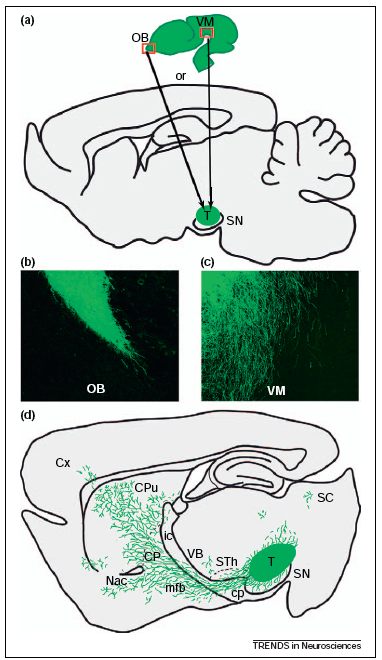 (a)
VM
OB
or
T
SN
(b)
(c)
OB
VM
(d)
Cx
CPu
SC
ic
VB
STh
T
CP
SN
Nac
mfb
cp
TRENDS in Neurosciences